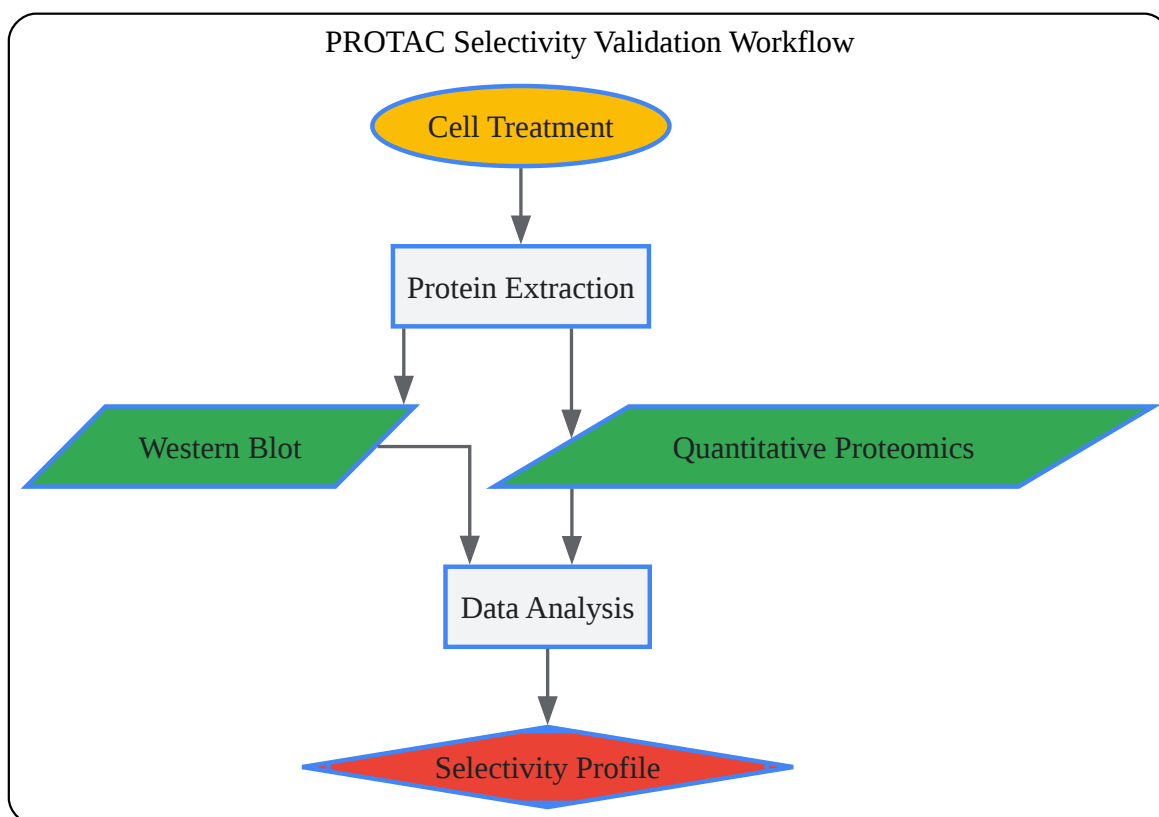 PROTAC Selectivity Validation Workflow
Cell Treatment
Protein Extraction
Western Blot
Quantitative Proteomics
Data Analysis
Selectivity Profile